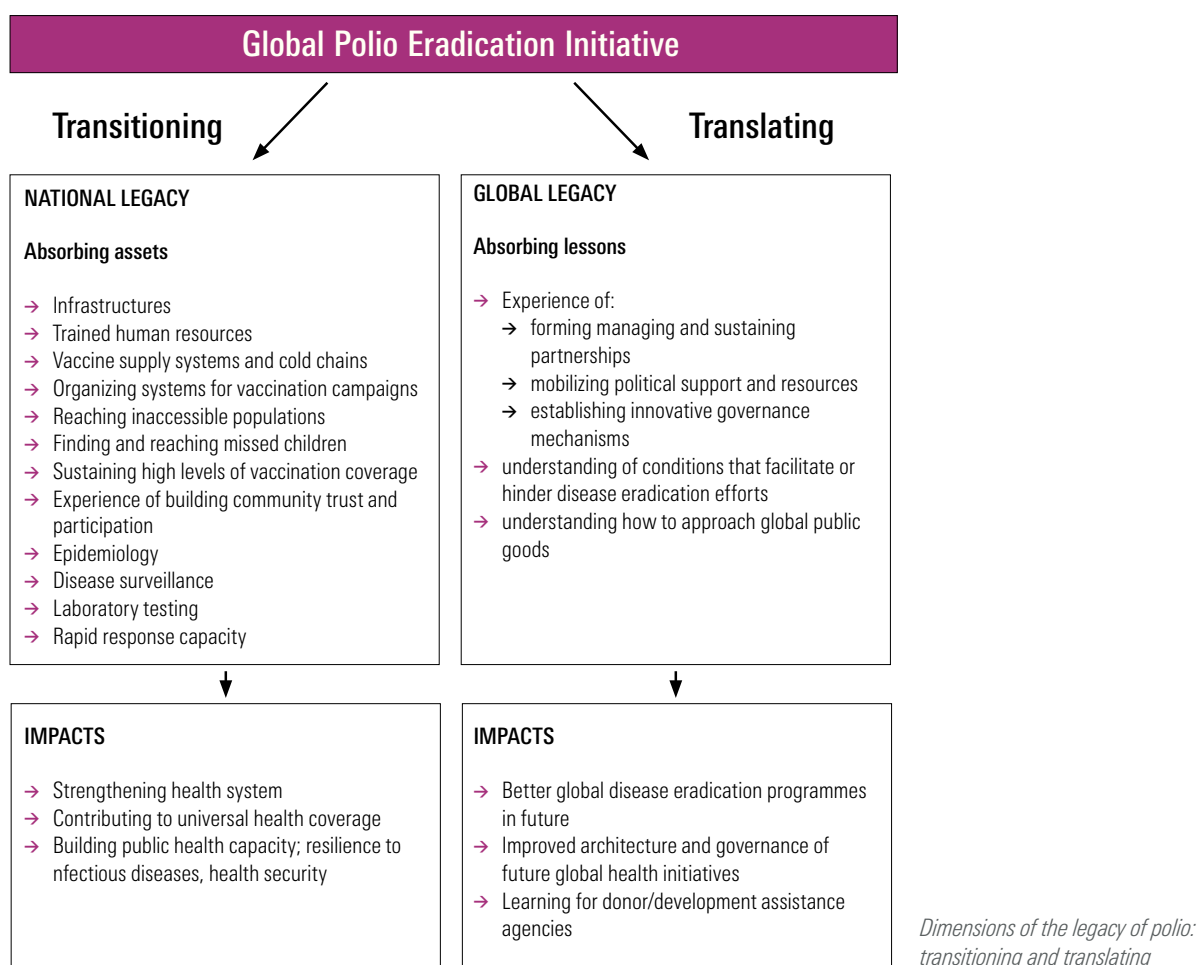 Global Polio Eradication Initiative
Transitioning
Translating
NATIONAL LEGACY
Absorbing assets
→ Infrastructures
→ Trained human resources
→ Vaccine supply systems and cold chains
→ Organizing systems for vaccination campaigns
→ Reaching inaccessible populations
→ Finding and reaching missed children
→ Sustaining high levels of vaccination coverage
→ Experience of building community trust and
participation
→ Epidemiology
→ Disease surveillance
→ Laboratory testing
→ Rapid response capacity
GLOBAL LEGACY
Absorbing lessons
→ Experience of:
→ forming managing and sustaining
partnerships
→ mobilizing political support and resources
→ establishing innovative governance
mechanisms
→ understanding of conditions that facilitate or
hinder disease eradication efforts
→ understanding how to approach global public
goods
IMPACTS
→ Strengthening health system
→ Contributing to universal health coverage
→ Building public health capacity; resilience to
nfectious diseases, health security
IMPACTS
→ Better global disease eradication programmes
in future
→ Improved architecture and governance of
future global health initiatives
→ Learning for donor/development assistance
agencies
Dimensions of the legacy of polio:
transitioning and translating